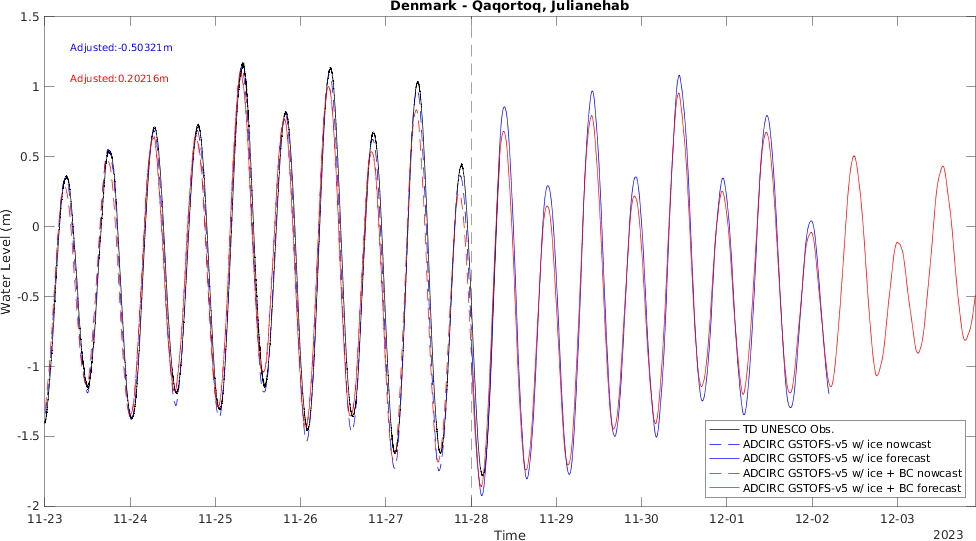 Denmark - Qaqortoq, Julianehab
Adjusted:-0.50321m
Adjusted:0.20216m
Water Level (m)
1.5
1
0.5
0
-0.5
-1
-1.5
-2
TD UNESCO Obs.
ADCIRC GSTOFS-v5 w/ ice nowcast
ADCIRC GSTOFS-v5 w/ ice forecast
ADCIRC GSTOFS-v5 w/ ice + BC nowcast
ADCIRC GSTOFS-v5 w/ ice + BC forecast
11-23 11-24 11-25 11-26 11-27 11-28 11-29 11-30 12-01 12-02 12-03
Time
2023